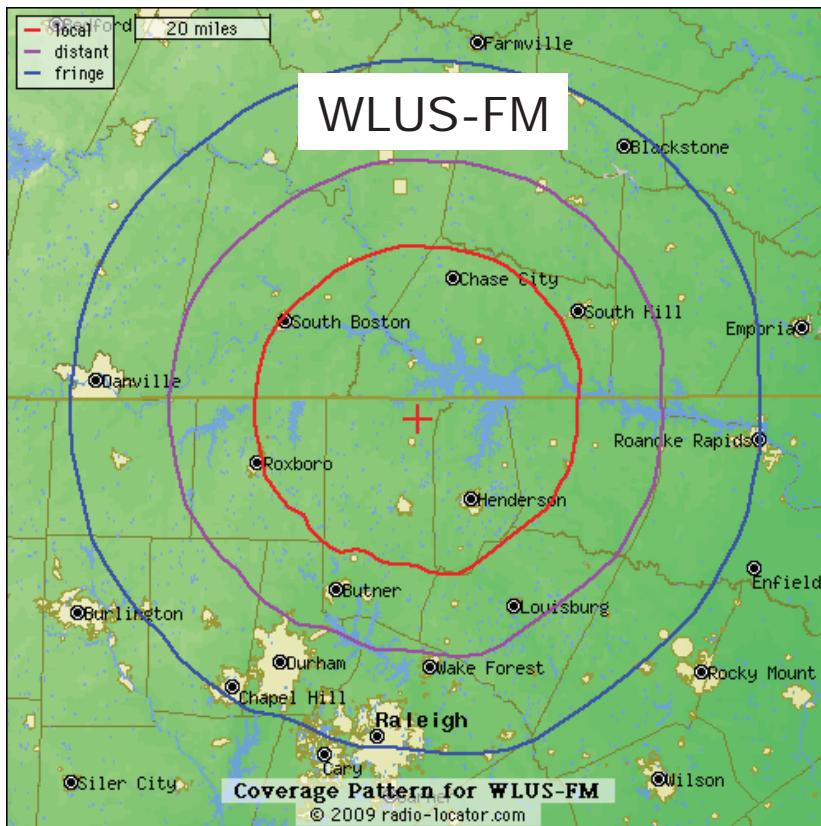 Bedford
local
distant
fringe
20 miles
Farmville
WLUS-FM
Blackstone
Chase City
South Hill
South Boston
Emporia
Danville
Roanoke Rapids
Roxboro
Henderson
Enfield
Butner
Louisburg
Burlington
Durham
Wake Forest
Rocky Mount
Chapel Hill
Raleigh
Cary
Siler City
Wilson
Coverage Pattern for WLUS-FM
Garner
© 2009 radio-locator.com